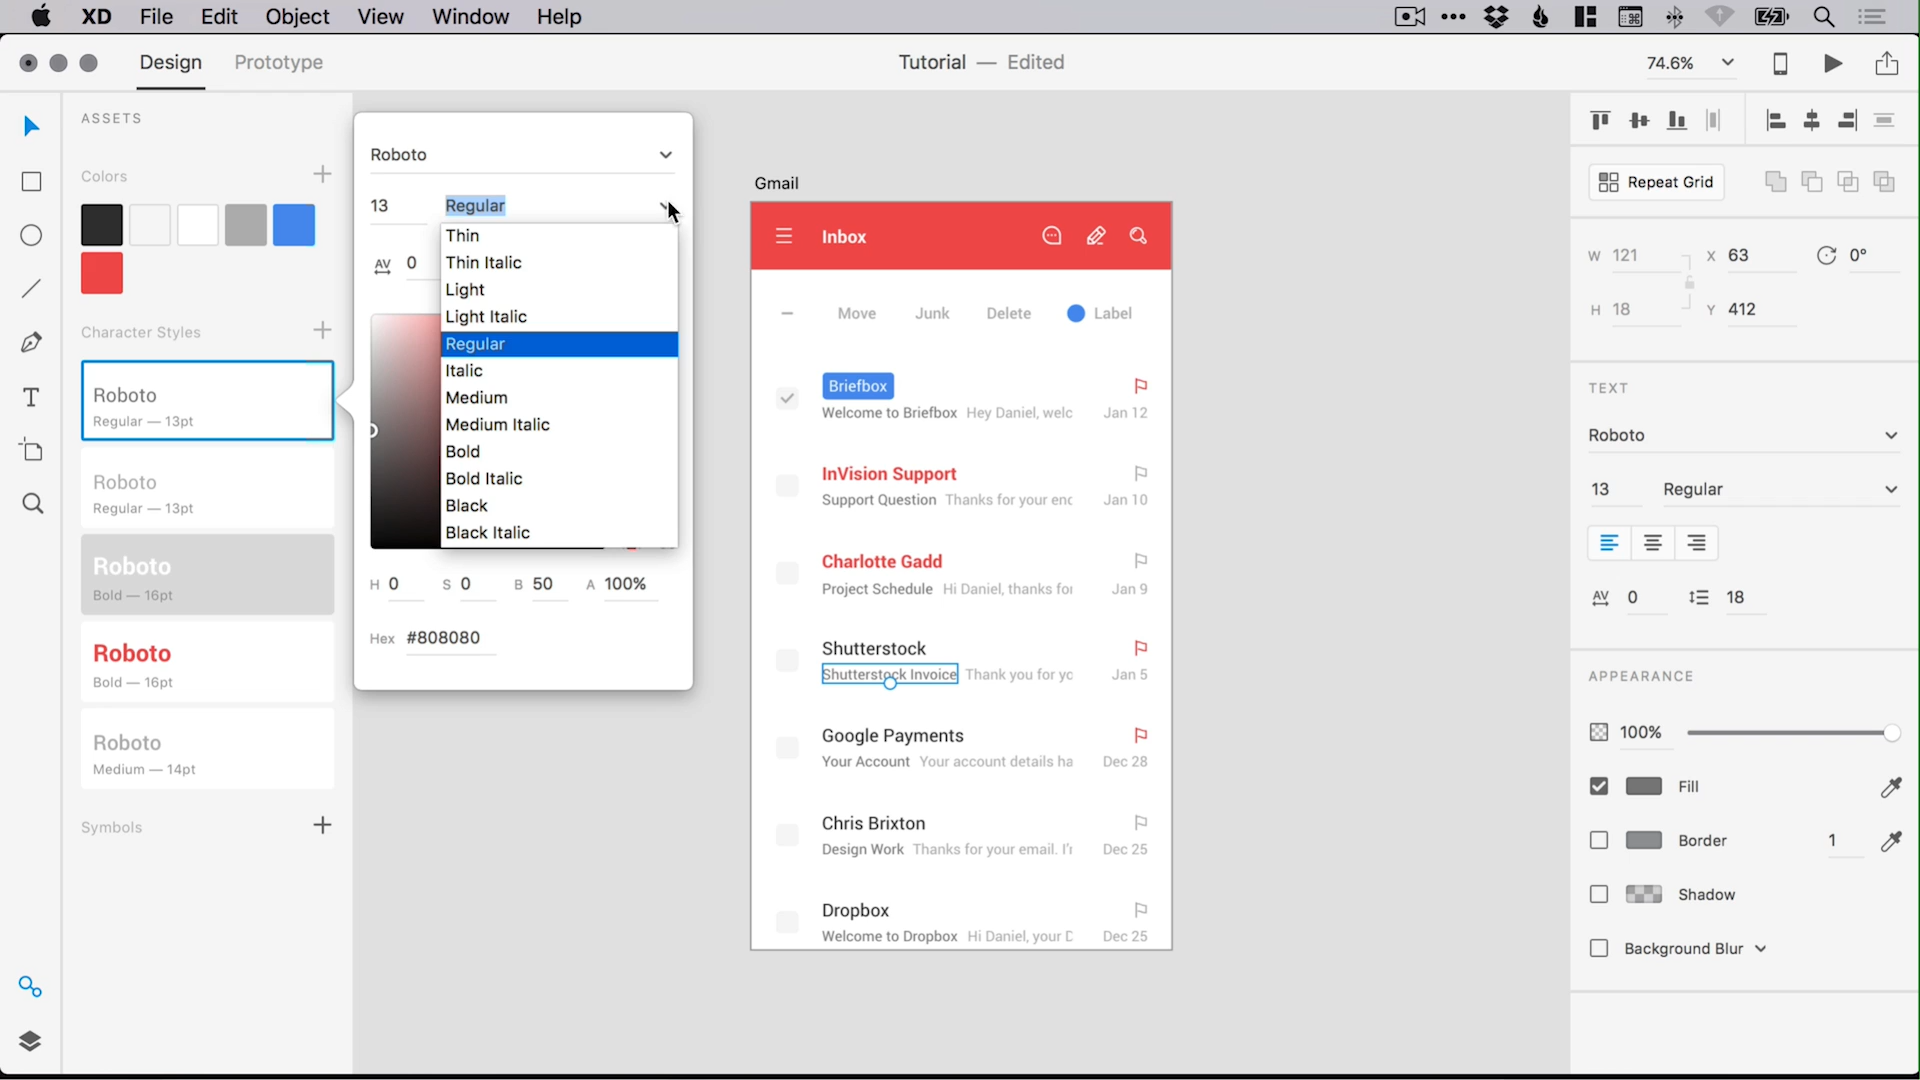 XD File Edit Object View Window Help
Design Prototype
Tutorial — Edited
74.6%
ASSETS
Colors
Character Styles
Roboto
Regular — 13pt
Roboto
Regular — 13pt
Roboto
Bold — 16pt
Roboto
Bold — 16pt
Roboto
Medium — 14pt
Symbols
Roboto
13 Regular
AV 0
Thin
Thin Italic
Light
Light Italic
Regular
Italic
Medium
Medium Italic
Bold
Bold Italic
Black
Black Italic
H 0 S 0 B 50 A 100%
Hex #808080
Gmail
Inbox
Move Junk Delete Label
Briefbox
Welcome to Briefbox Hey Daniel, welc Jan 12
InVision Support
Support Question Thanks for your enc Jan 10
Charlotte Gadd
Project Schedule Hi Daniel, thanks for Jan 9
Shutterstock
Shutterstock Invoice Thank you for yc Jan 5
Google Payments
Your Account Your account details ha Dec 28
Chris Brixton
Design Work Thanks for your email. I'r Dec 25
Dropbox
Welcome to Dropbox Hi Daniel, your D Dec 25
Repeat Grid
W 121 X 63 0°
H 18 Y 412
TEXT
Roboto
13 Regular
AV 0 18
APPEARANCE
100%
Fill
Border 1
Shadow
Background Blur